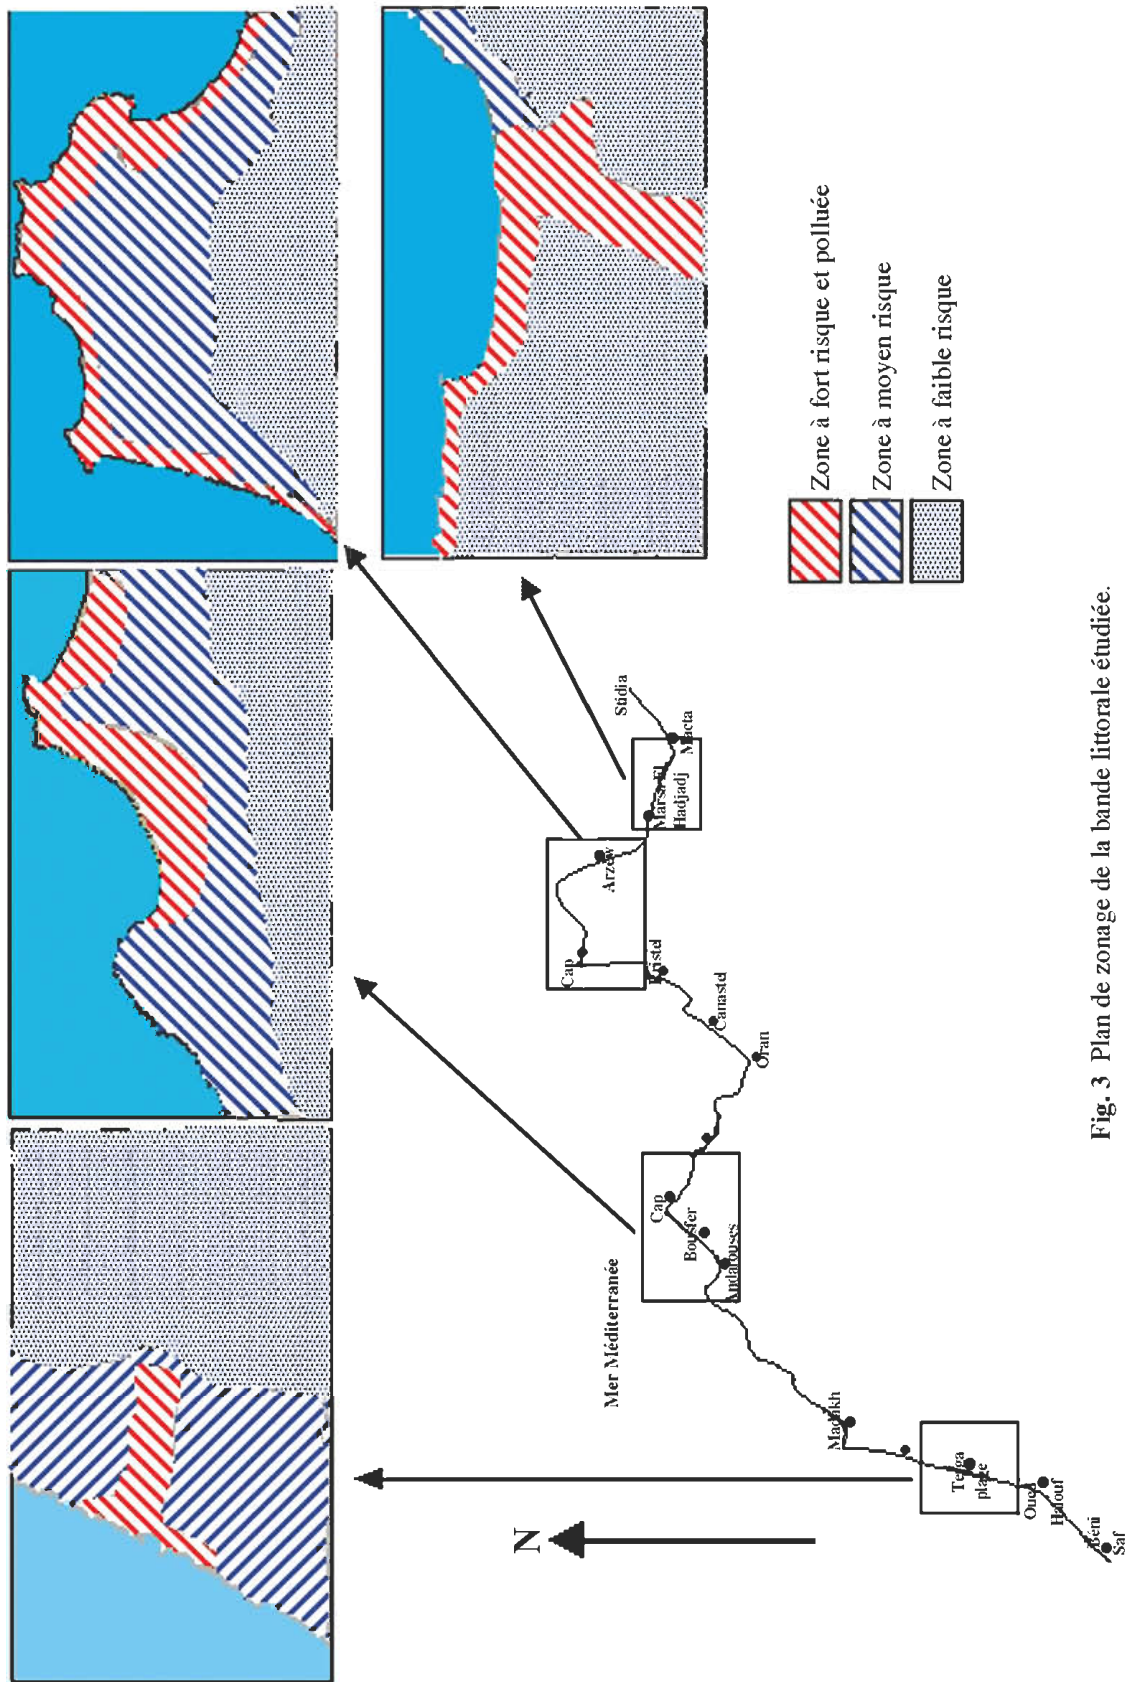 Stidia
Macta
Marsa El
Hadjadj
Arzew
Cap
Kristel
Canastel
Oran
Cap
Bousfer
Andalouses
Mer Méditerranée
Madakh
Terga
plage
Oued
Halouf
Béni
Saf
N
Zone à fort risque et polluée
Zone à moyen risque
Zone à faible risque
Fig. 3 Plan de zonage de la bande littorale étudiée.